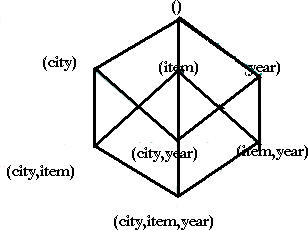 ()
(city)
(item)
(year)
(city,item)
(city,year)
(item,year)
(city,item,year)